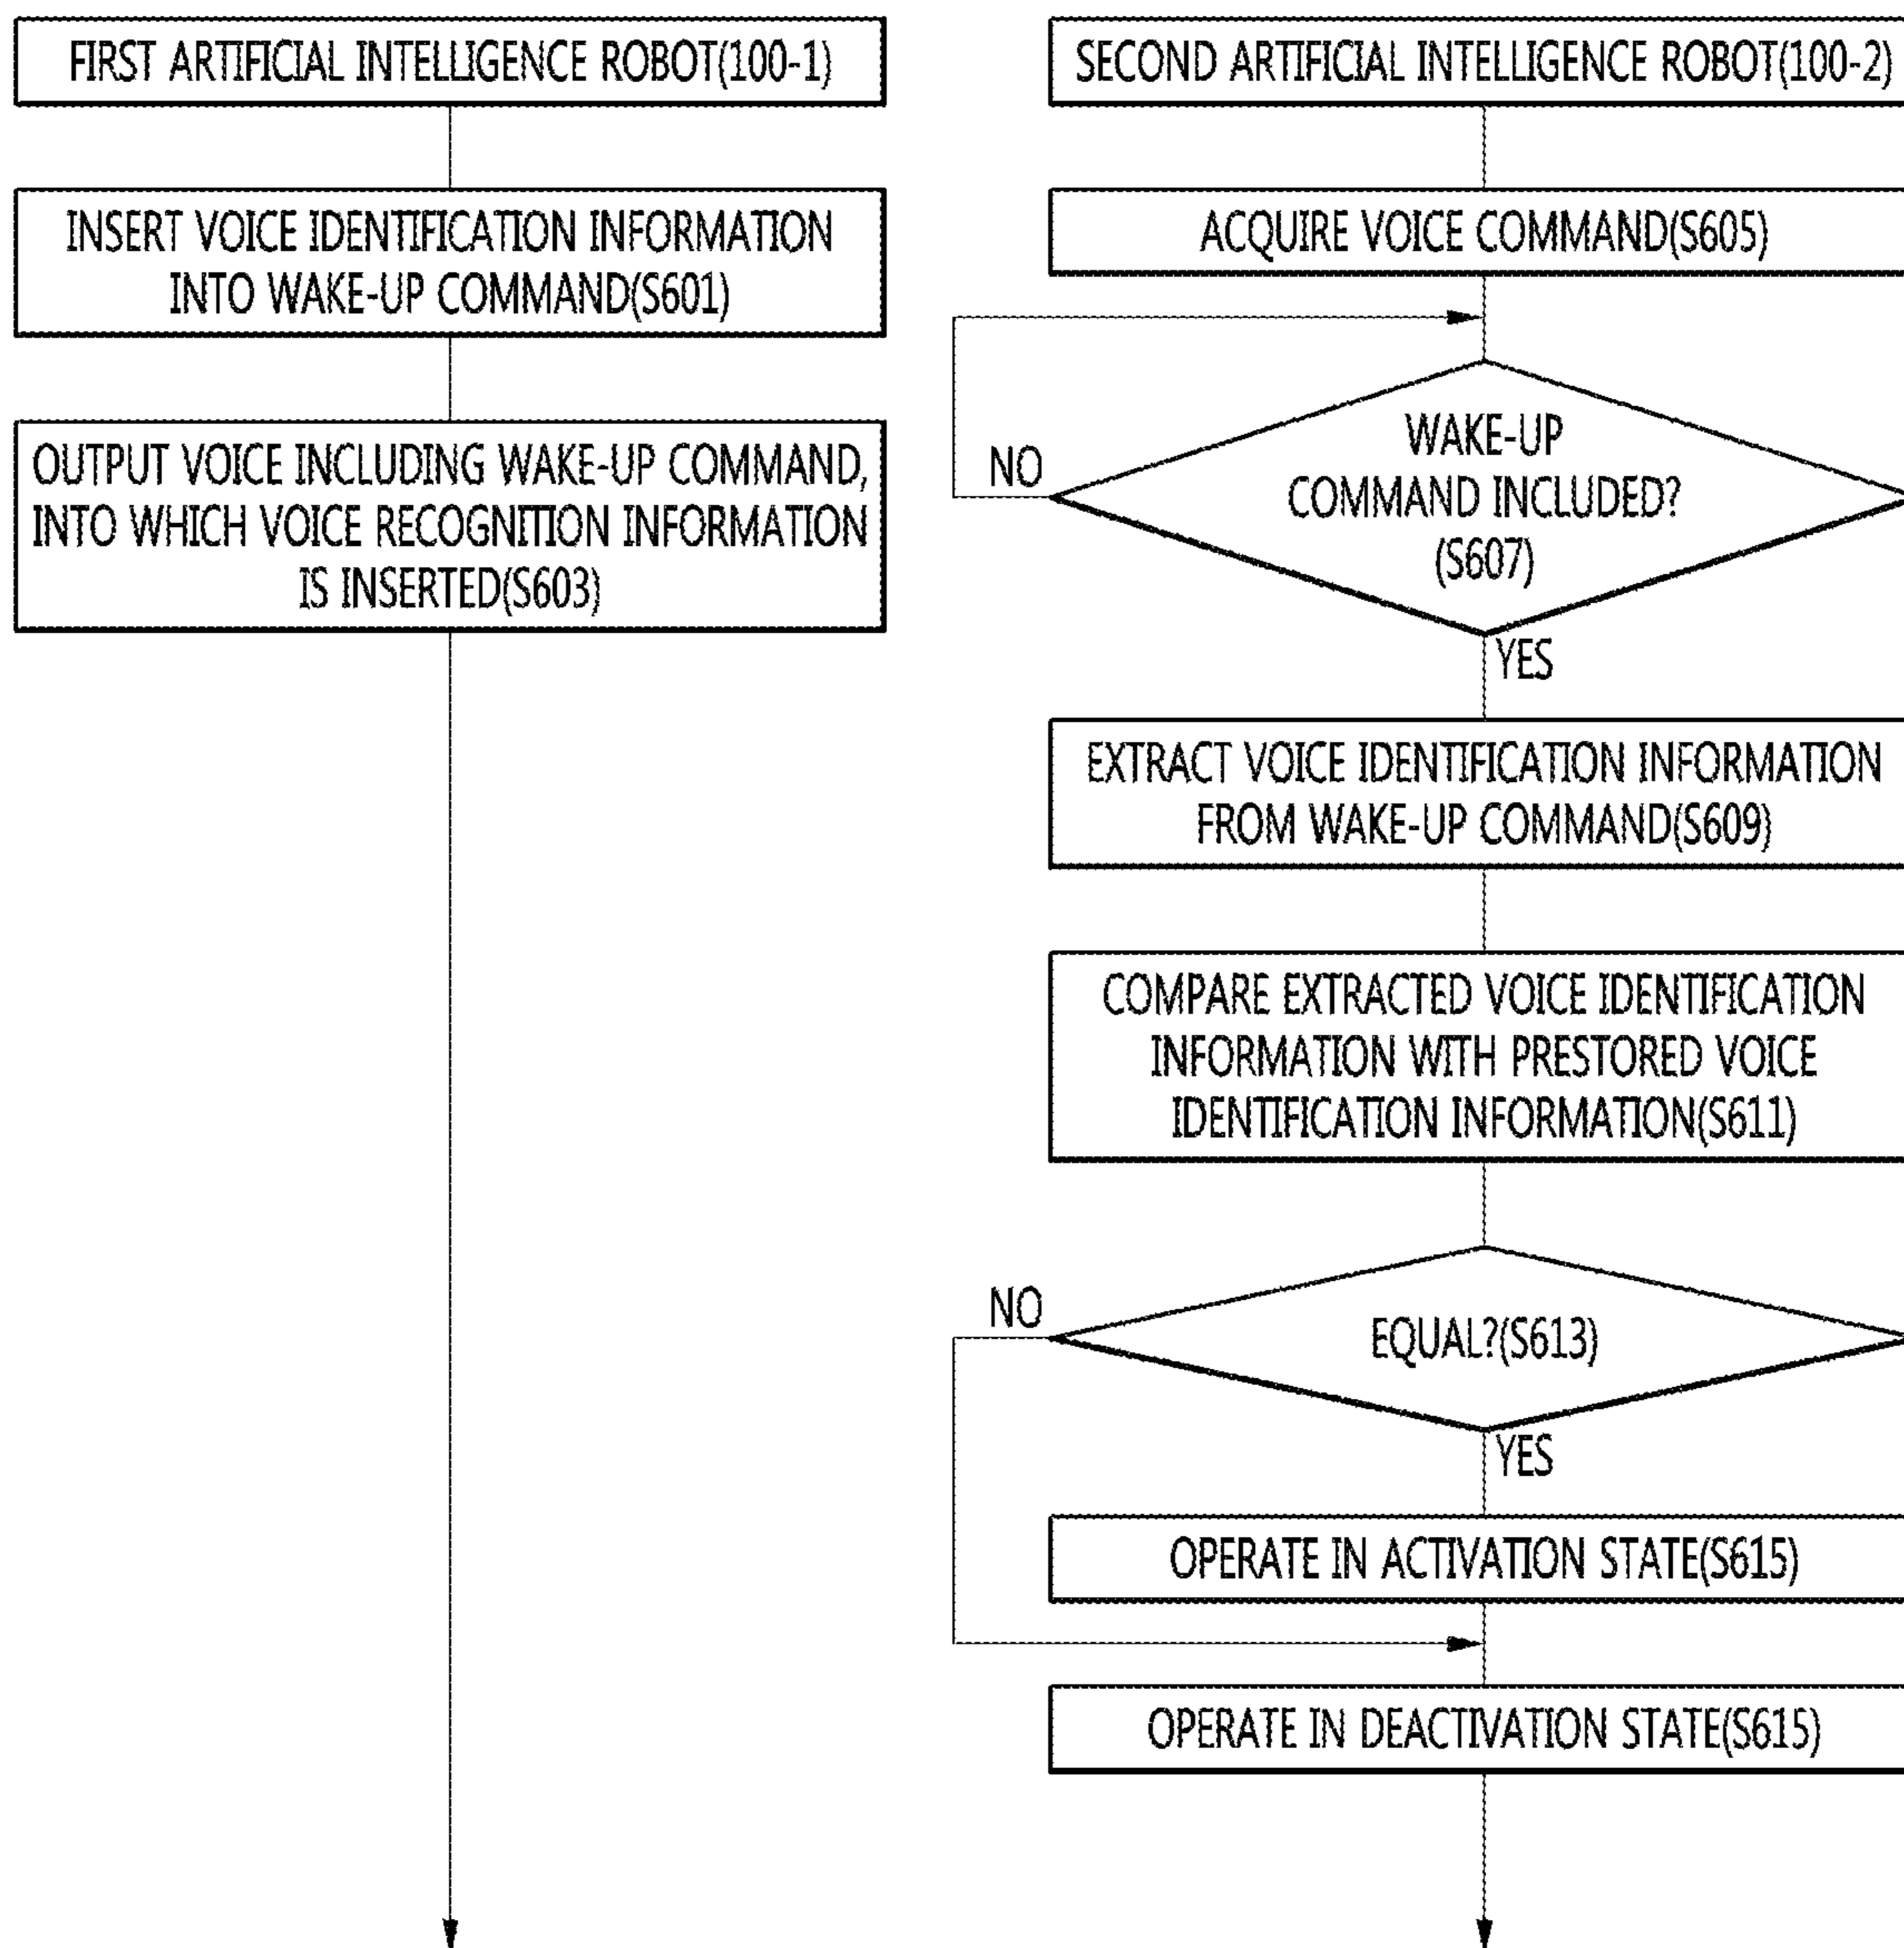 FIRST ARTIFICIAL INTELLIGENCE ROBOT(100-1)
INSERT VOICE IDENTIFICATION INFORMATION
INTO WAKE-UP COMMAND(S601)
OUTPUT VOICE INCLUDING WAKE-UP COMMAND,
INTO WHICH VOICE RECOGNITION INFORMATION
IS INSERTED(S603)
SECOND ARTIFICIAL INTELLIGENCE ROBOT(100-2)
ACQUIRE VOICE COMMAND(S605)
WAKE-UP
COMMAND INCLUDED?
(S607)
NO
YES
EXTRACT VOICE IDENTIFICATION INFORMATION
FROM WAKE-UP COMMAND(S609)
COMPARE EXTRACTED VOICE IDENTIFICATION
INFORMATION WITH PRESTORED VOICE
IDENTIFICATION INFORMATION(S611)
NO
EQUAL?(S613)
YES
OPERATE IN ACTIVATION STATE(S615)
OPERATE IN DEACTIVATION STATE(S615)